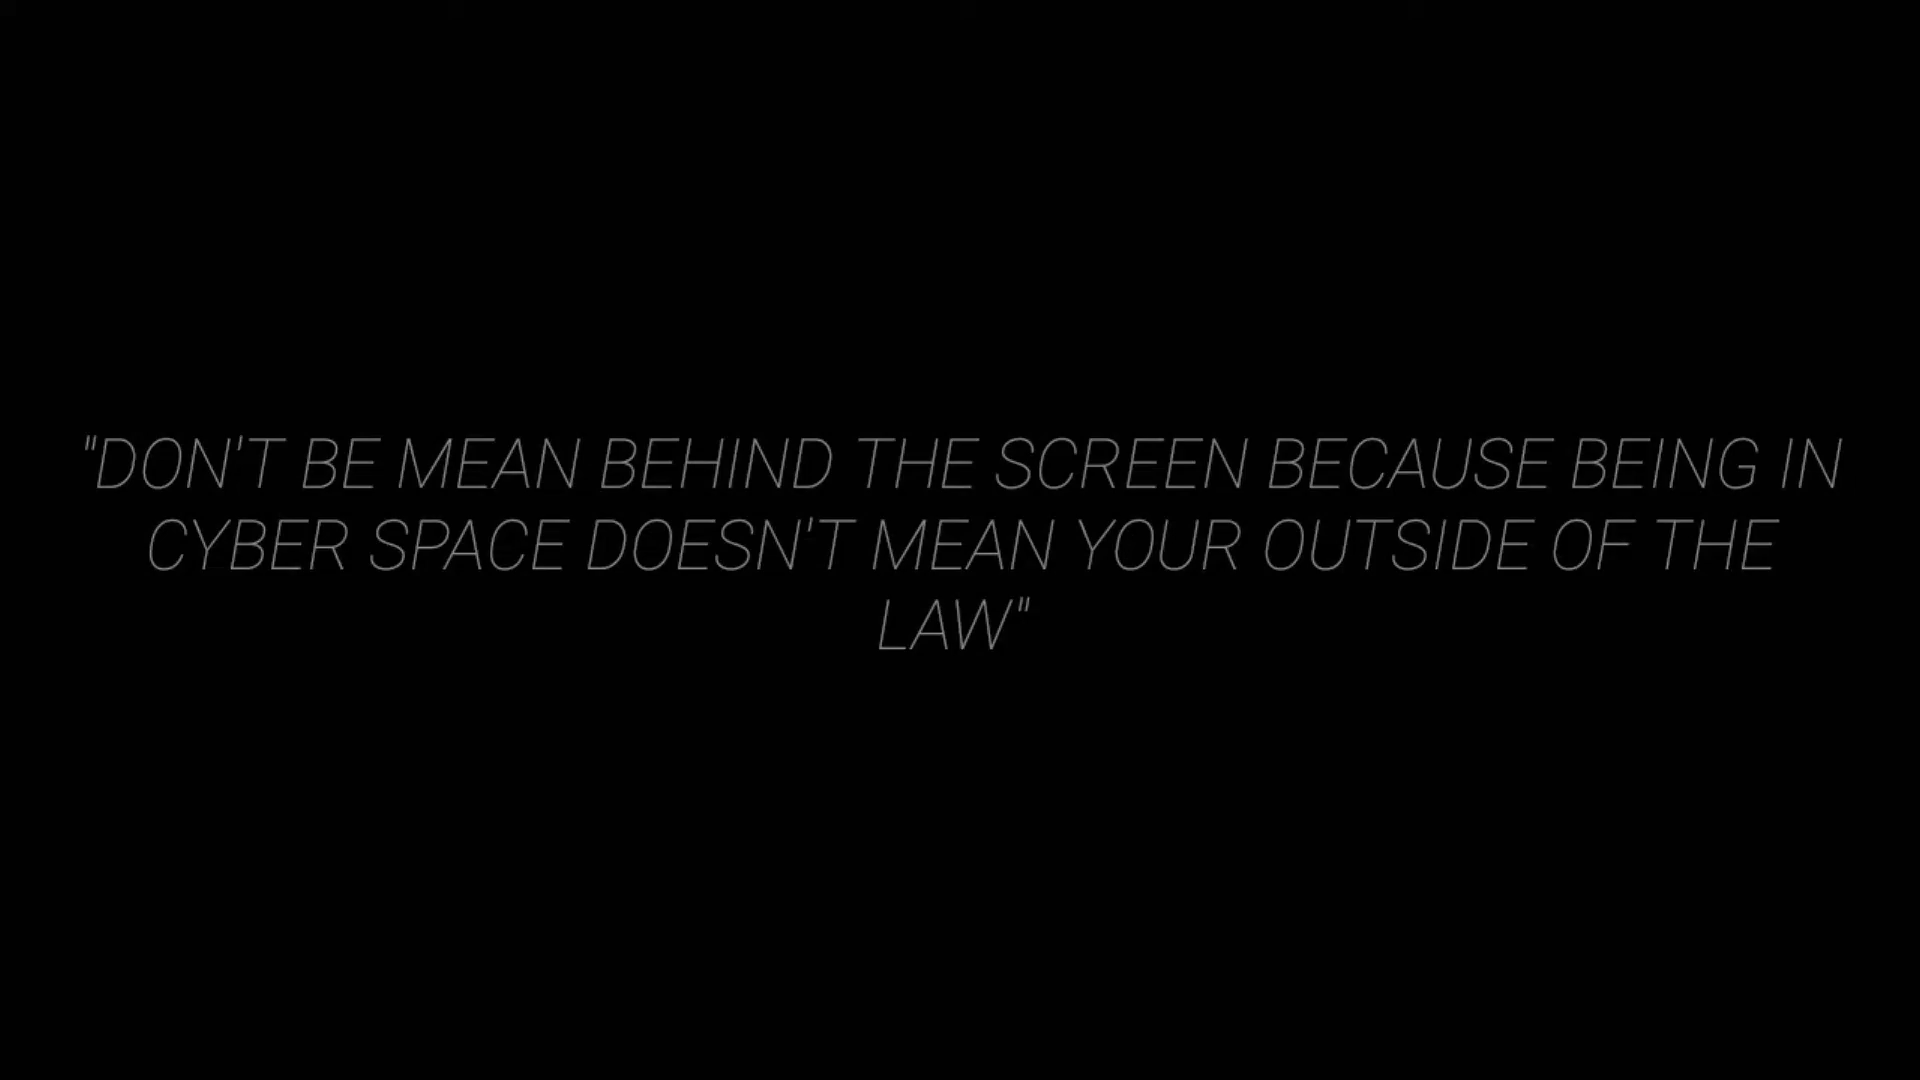 "DON'T BE MEAN BEHIND THE SCREEN BECAUSE BEING IN
CYBER SPACE DOESN'T MEAN YOUR OUTSIDE OF THE
LAW"